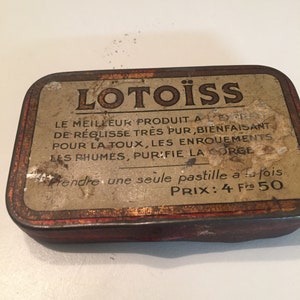 LOTOÏSS
LE MEILLEUR PRODUIT A
DE RÉGLISSE TRÈS PUR, BIENFAISANT
POUR LA TOUX, LES ENROUEMENTS
LES RHUMES, PURIFIE LA GORGE
Prendre une seule pastille à la fois
PRIX: 4 Frs 50